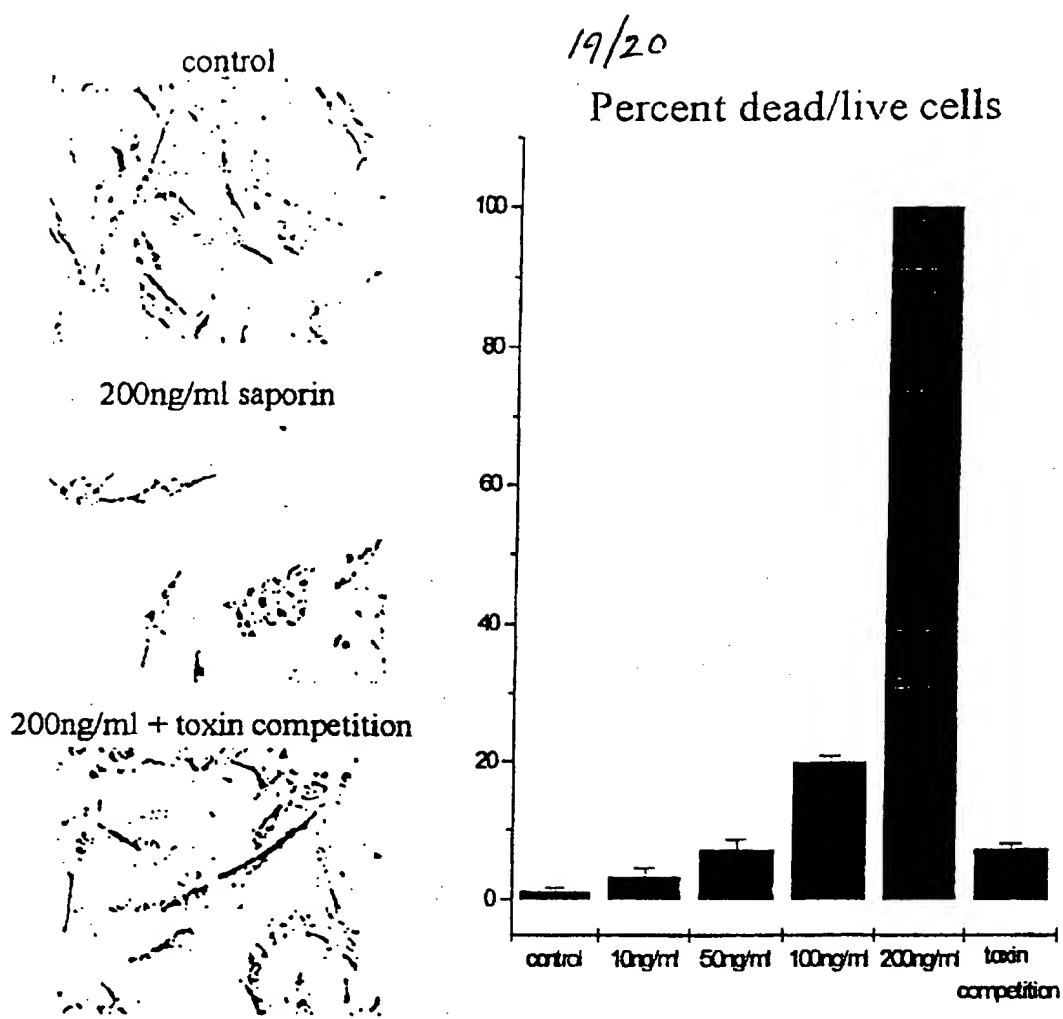 19/20
control
200ng/ml saporin
200ng/ml + toxin competition
Percent dead/live cells
100
80
60
40
20
0
control
10ng/ml
50ng/ml
100ng/ml
200ng/ml
toxin
competition